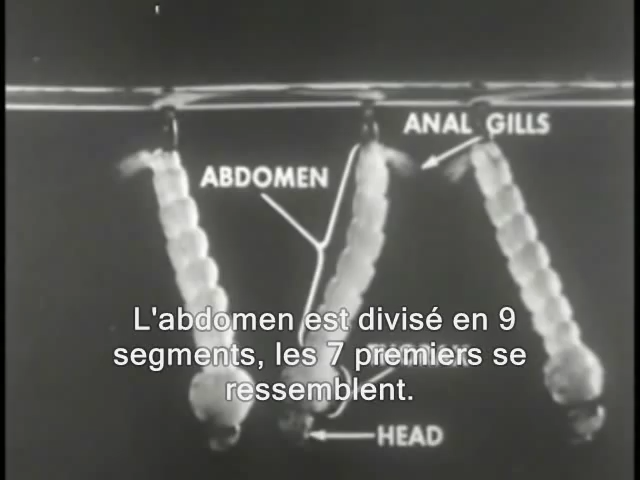 ANAL GILLS
ABDOMEN
L'abdomen est divisé en 9
segments, les 7 premiers se
ressemblent.
HEAD